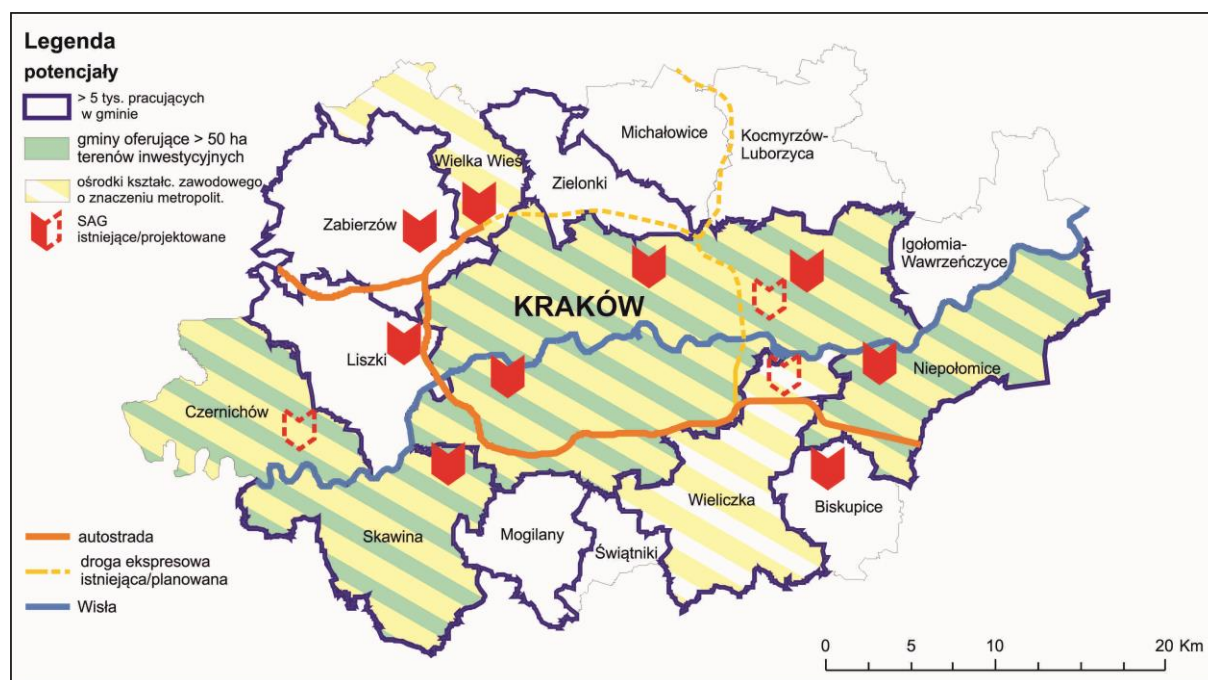 Legenda
potencjały
> 5 tys. pracujących
w gminie
gminy oferujące > 50 ha
terenów inwestycyjnych
ośrodki kształc. zawodowego
o znaczeniu metropolit.
SAG
istniejące/projektowane
Michałowice
Kocmyrzów-
Luborzyca
Wielka Wieś
Zielonki
Zabierzów
Igołomia-
Wawrzeńczyce
KRAKÓW
Liszki
Niepołomice
Czernichów
Wieliczka
Biskupice
Skawina
Mogilany
Świątniki
autostrada
droga ekspresowa
istniejąca/planowana
Wisła
0 5 10 20 Km